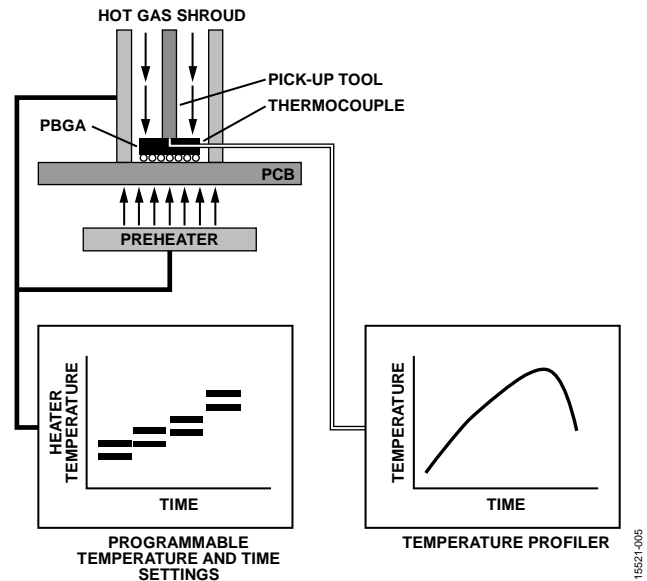 HOT GAS SHROUD
PICK-UP TOOL
THERMOCOUPLE
PBGA
PCB
PREHEATER
HEATER
TEMPERATURE
TIME
PROGRAMMABLE
TEMPERATURE AND TIME
SETTINGS
TEMPERATURE
TIME
TEMPERATURE PROFILER
15521-005